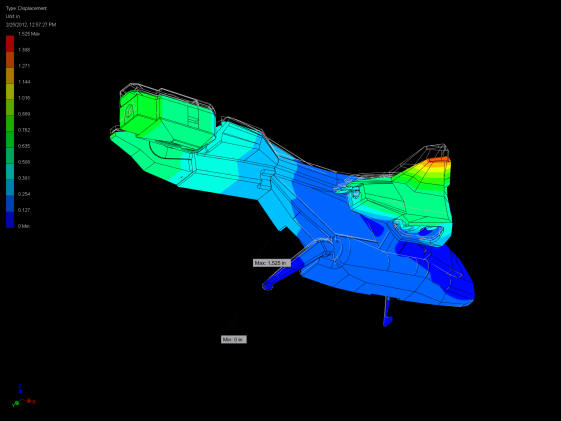 Type: Displacement
Unit: in
2/25/2012, 12:57:27 PM
1.525 Max
1.398
1.271
1.144
1.016
0.889
0.762
0.635
0.508
0.381
0.254
0.127
0 Min
Max: 1.525 in
Min: 0 in